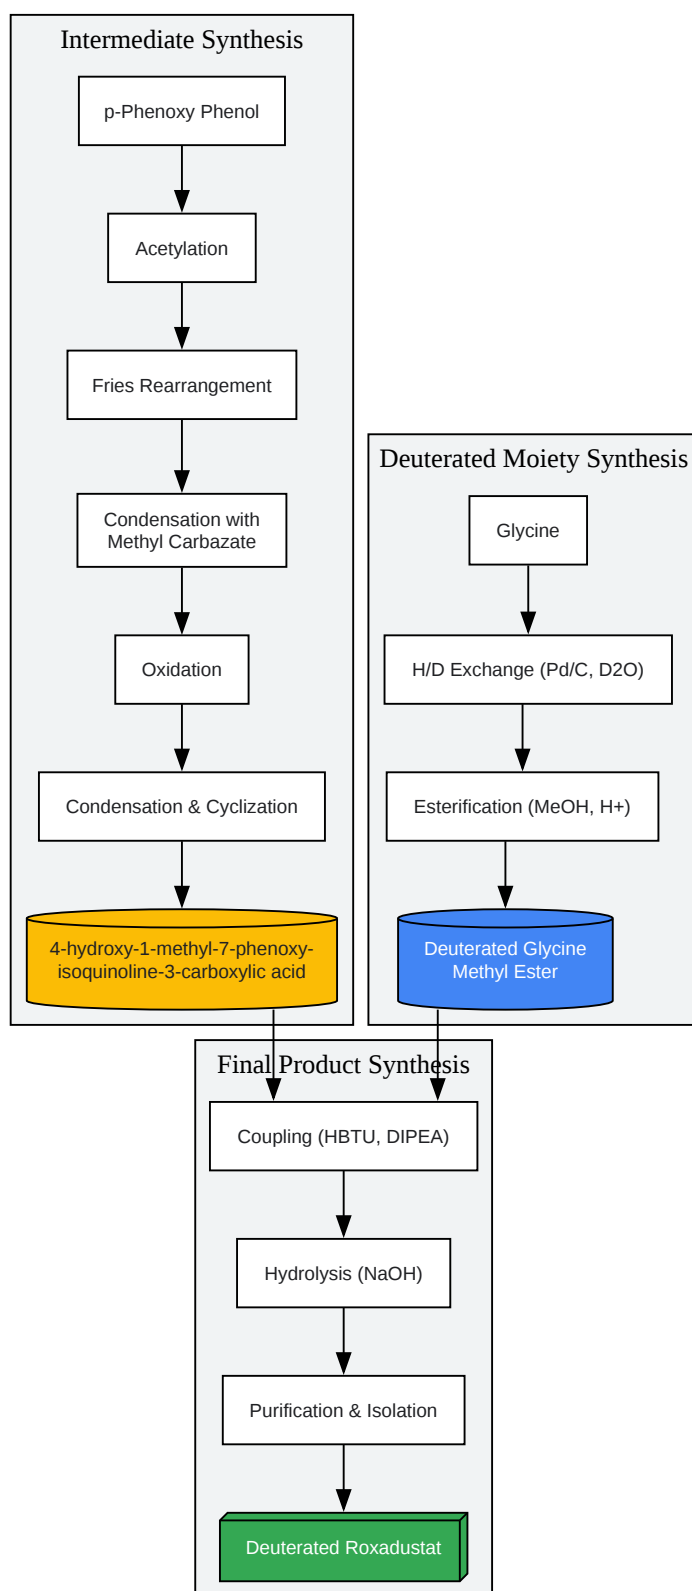 Intermediate Synthesis
p-Phenoxy Phenol
Acetylation
Fries Rearrangement
Condensation with
Methyl Carbazate
Oxidation
Condensation & Cyclization
4-hydroxy-1-methyl-7-phenoxy-
isoquinoline-3-carboxylic acid
Deuterated Moiety Synthesis
Glycine
H/D Exchange (Pd/C, D2O)
Esterification (MeOH, H+)
Deuterated Glycine
Methyl Ester
Final Product Synthesis
Coupling (HBTU, DIPEA)
Hydrolysis (NaOH)
Purification & Isolation
Deuterated Roxadustat